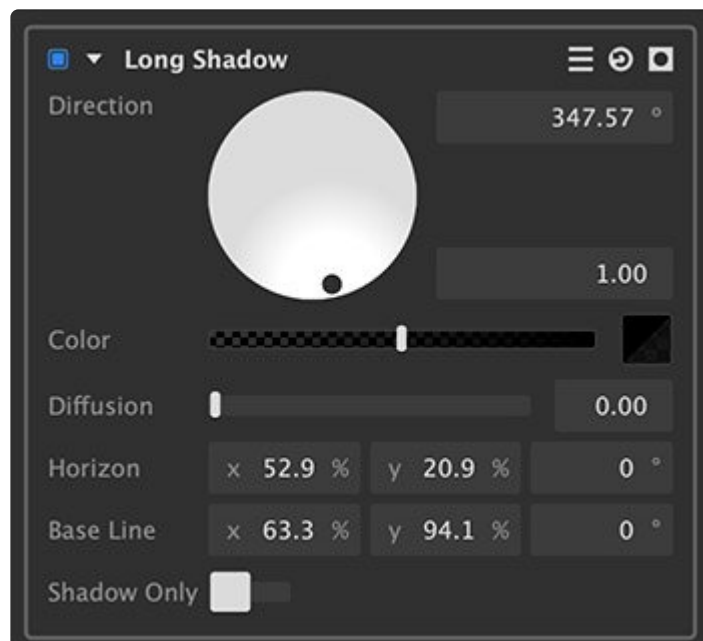 Long Shadow
Direction 347.57 °
1.00
Color
Diffusion 0.00
Horizon x 52.9 % y 20.9 % 0 °
Base Line x 63.3 % y 94.1 % 0 °
Shadow Only